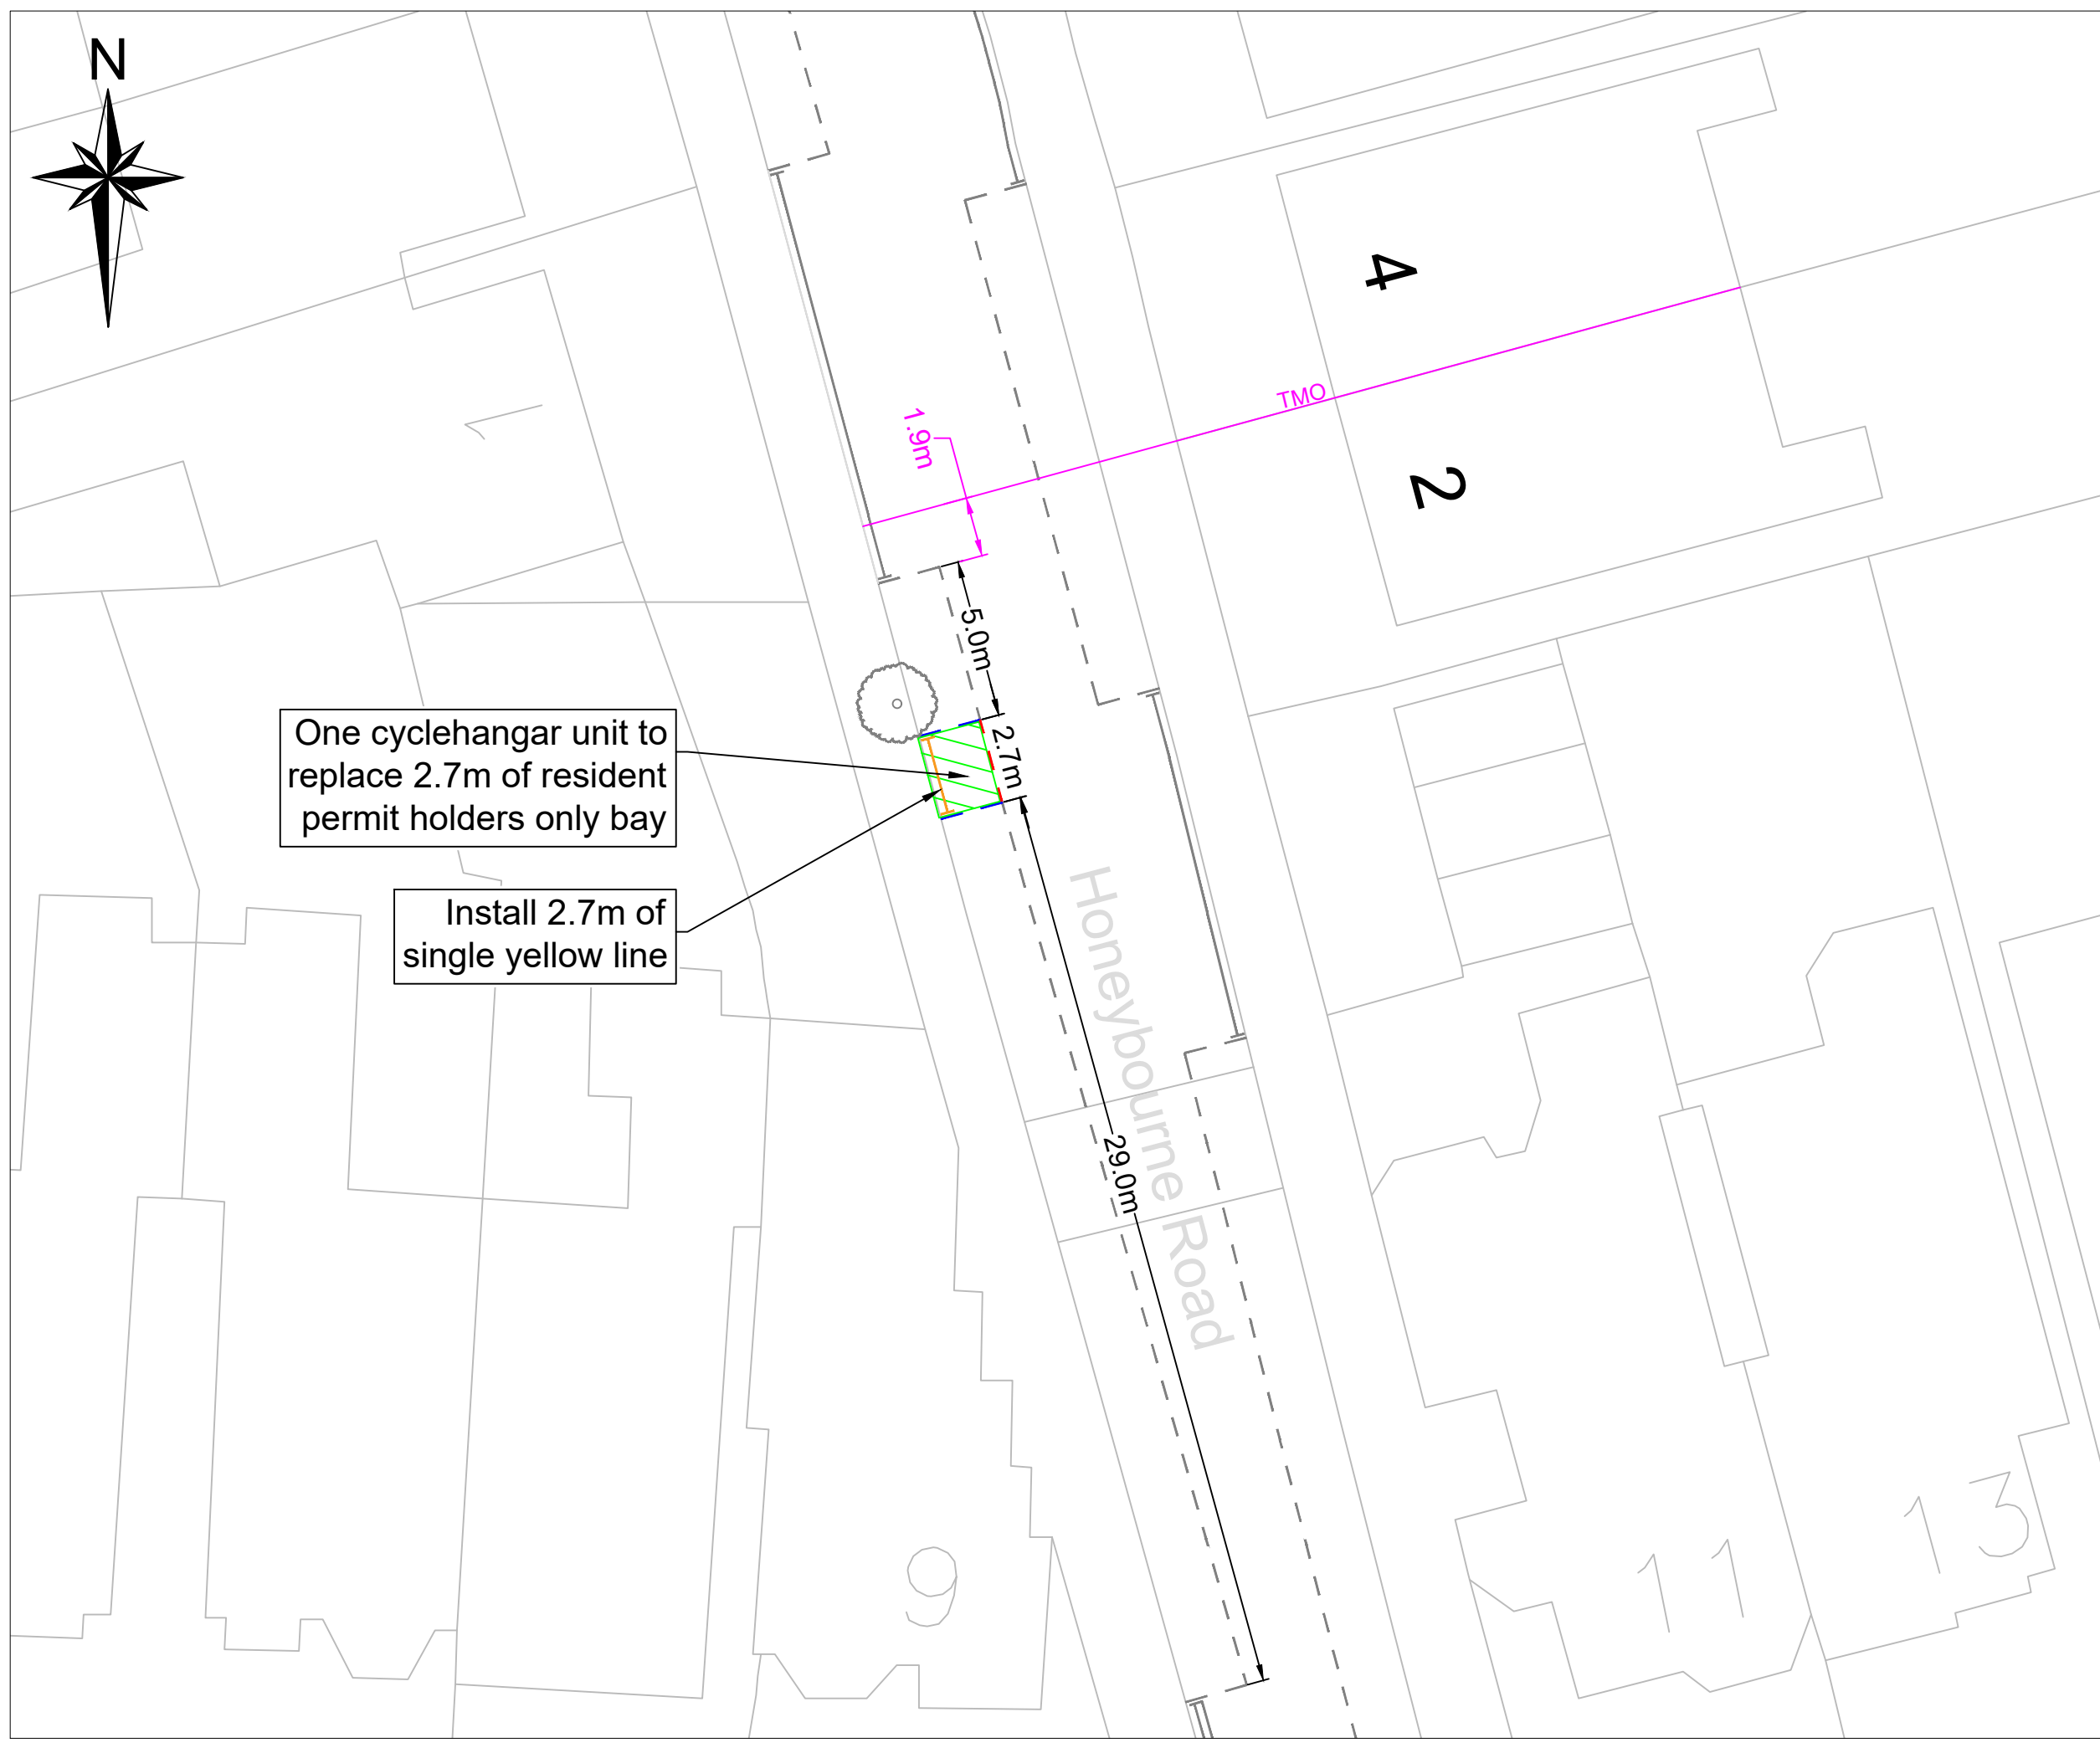 N
4
TMO
1.9m
2
1
5.0m
2.7m
One cyclehangar unit to
replace 2.7m of resident
permit holders only bay
Install 2.7m of
single yellow line
Honeybourne Road
29.0m
9
11
13